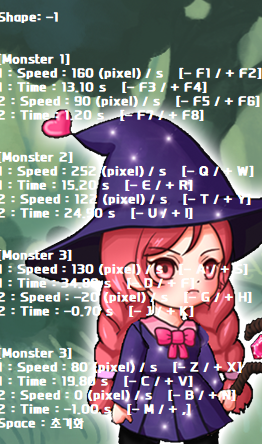 Shape: -1
[Monster 1]
1 : Speed : 160 (pixel) / s [- F1 / + F2]
1 : Time : 13.10 s [- F3 / + F4]
2 : Speed : 90 (pixel) / s [- F5 / + F6]
2 : Time : 1.20 s [- F7 / + F8]
[Monster 2]
1 : Speed : 252 (pixel) / s [- Q / + W]
1 : Time : 15.20 s [- E / + R]
2 : Speed : 122 (pixel) / s [- T / + Y]
2 : Time : 24.90 s [- U / + I]
[Monster 3]
1 : Speed : 130 (pixel) / s [- A / + S]
1 : Time : 34.80 s [- D / + F]
2 : Speed : -20 (pixel) / s [- G / + H]
2 : Time : -0.70 s [- J / + K]
[Monster 3]
1 : Speed : 80 (pixel) / s [- Z / + X]
1 : Time : 19.80 s [- C / + V]
2 : Speed : 0 (pixel) / s [- B / + N]
2 : Time : -1.00 s [- M / + ,]
Space : 초기화